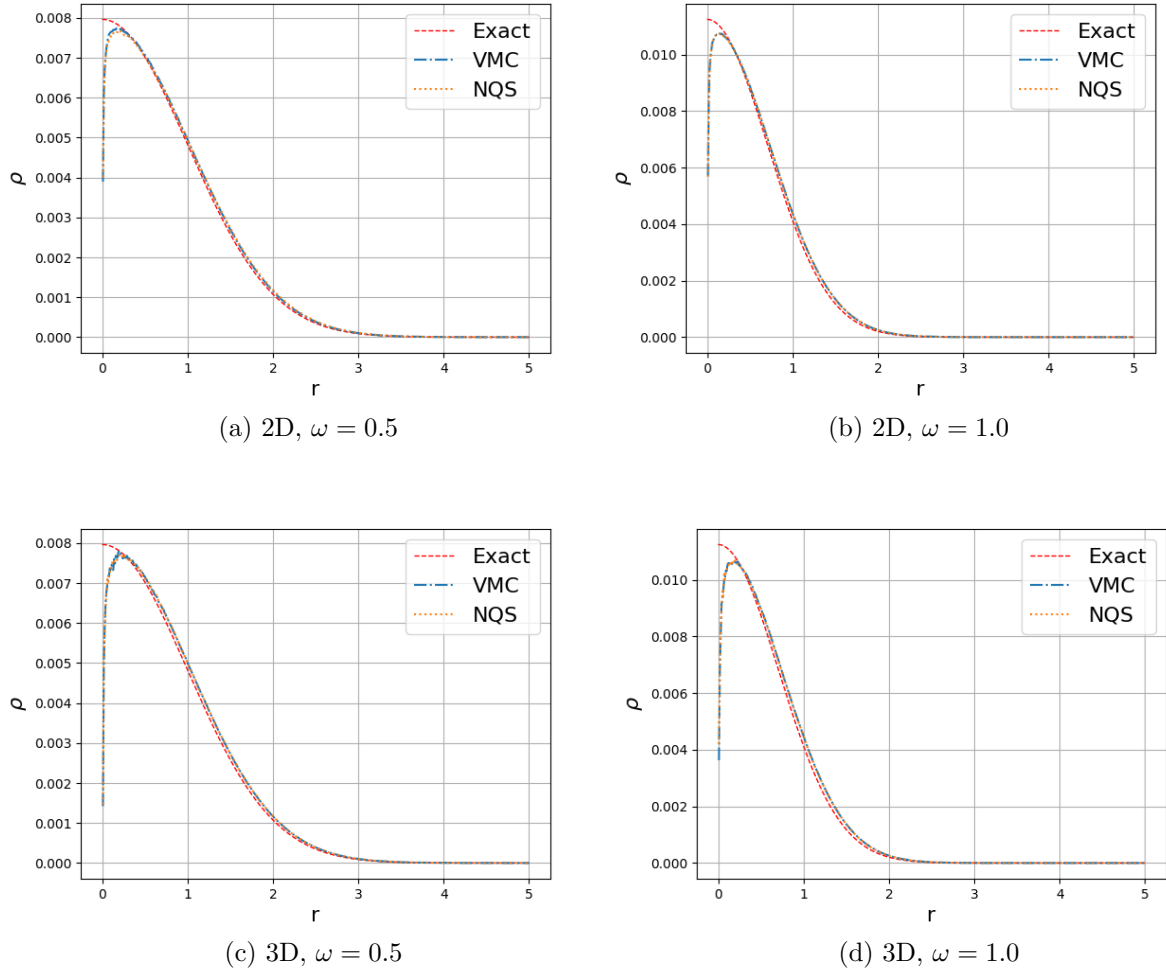 0.008
0.007
0.006
0.005
0.004
0.003
0.002
0.001
0.000
ρ
Exact
VMC
NQS
0 1 2 3 4 5
r
(a) 2D, ω = 0.5
0.010
0.008
0.006
0.004
0.002
0.000
ρ
Exact
VMC
NQS
0 1 2 3 4 5
r
(b) 2D, ω = 1.0
0.008
0.007
0.006
0.005
0.004
0.003
0.002
0.001
0.000
ρ
Exact
VMC
NQS
0 1 2 3 4 5
r
(c) 3D, ω = 0.5
0.010
0.008
0.006
0.004
0.002
0.000
ρ
Exact
VMC
NQS
0 1 2 3 4 5
r
(d) 3D, ω = 1.0